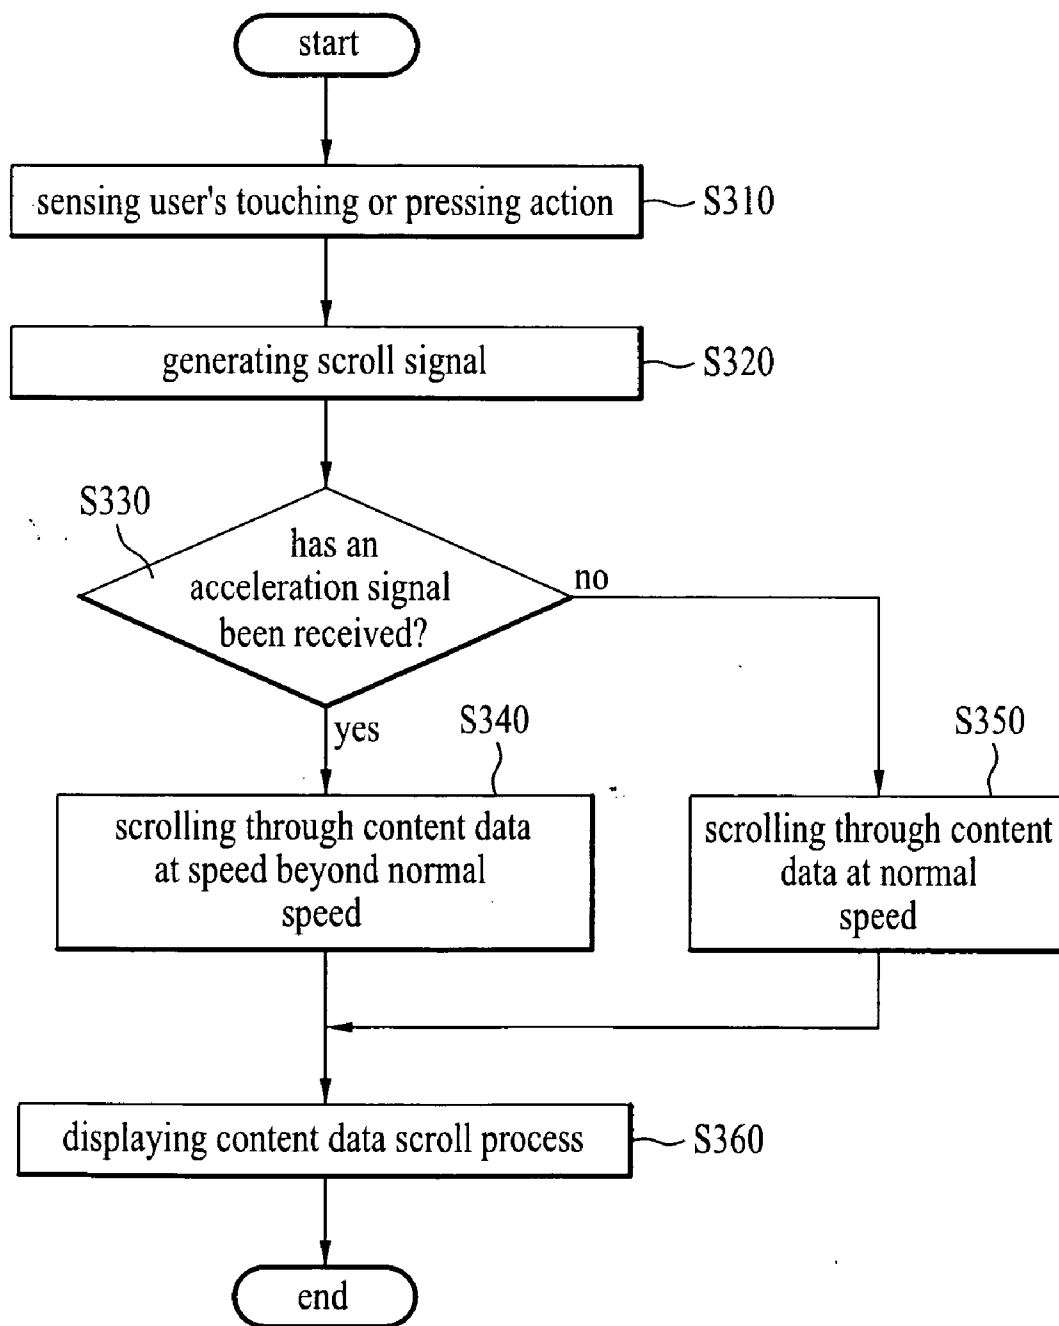 start
sensing user's touching or pressing action
S310
generating scroll signal
S320
S330
has an
acceleration signal
been received?
no
yes
S340
S350
scrolling through content data
at speed beyond normal
speed
scrolling through content
data at normal
speed
displaying content data scroll process
S360
end